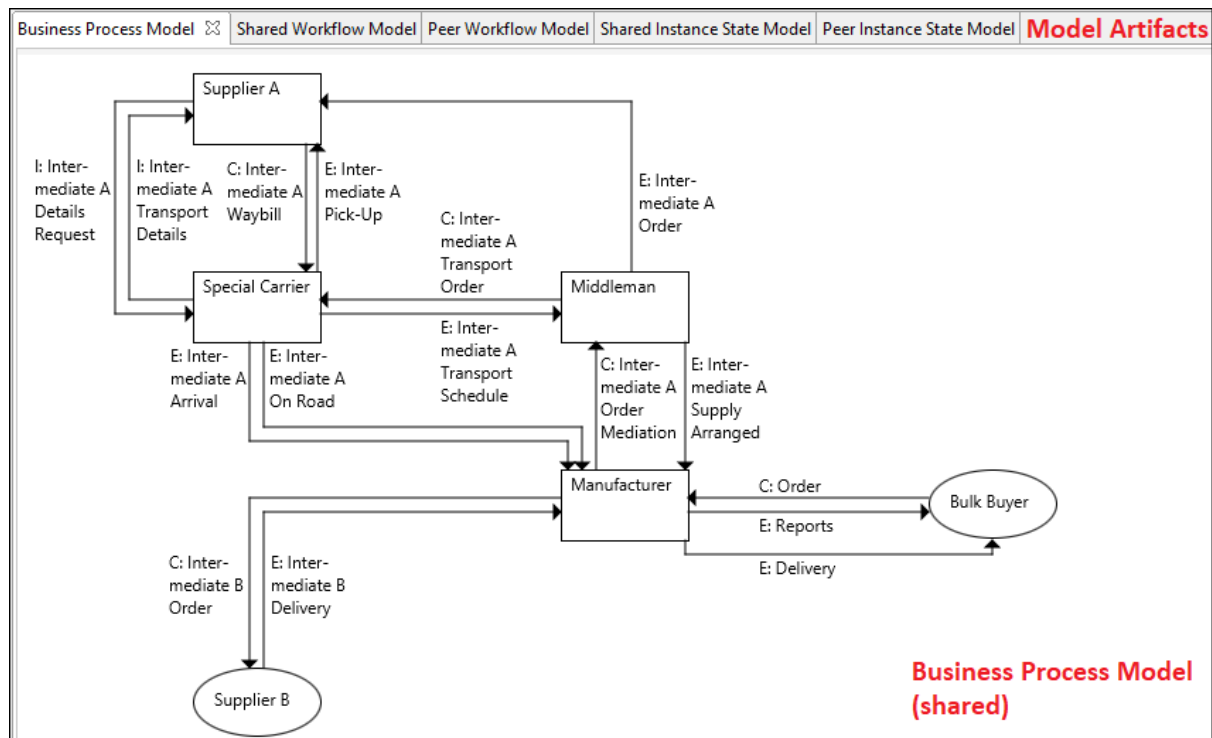 Business Process Model
Shared Workflow Model
Peer Workflow Model
Shared Instance State Model
Peer Instance State Model
Model Artifacts
Supplier A
I: Inter-
mediate A
Details
Request
I: Inter-
mediate A
Transport
Details
C: Inter-
mediate A
Waybill
E: Inter-
mediate A
Pick-Up
E: Inter-
mediate A
Order
C: Inter-
mediate A
Transport
Order
Special Carrier
Middleman
E: Inter-
mediate A
Transport
Schedule
E: Inter-
mediate A
Arrival
E: Inter-
mediate A
On Road
C: Inter-
mediate A
Order
Mediation
E: Inter-
mediate A
Supply
Arranged
Manufacturer
C: Order
E: Reports
E: Delivery
Bulk Buyer
C: Inter-
mediate B
Order
E: Inter-
mediate B
Delivery
Supplier B
Business Process Model
(shared)